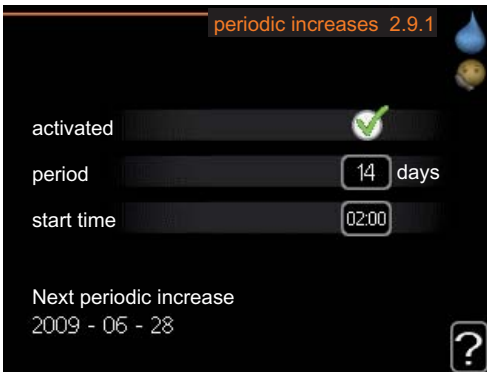 periodic increases 2.9.1
activated
period 14 days
start time 02:00
Next periodic increase
2009 - 06 - 28
?